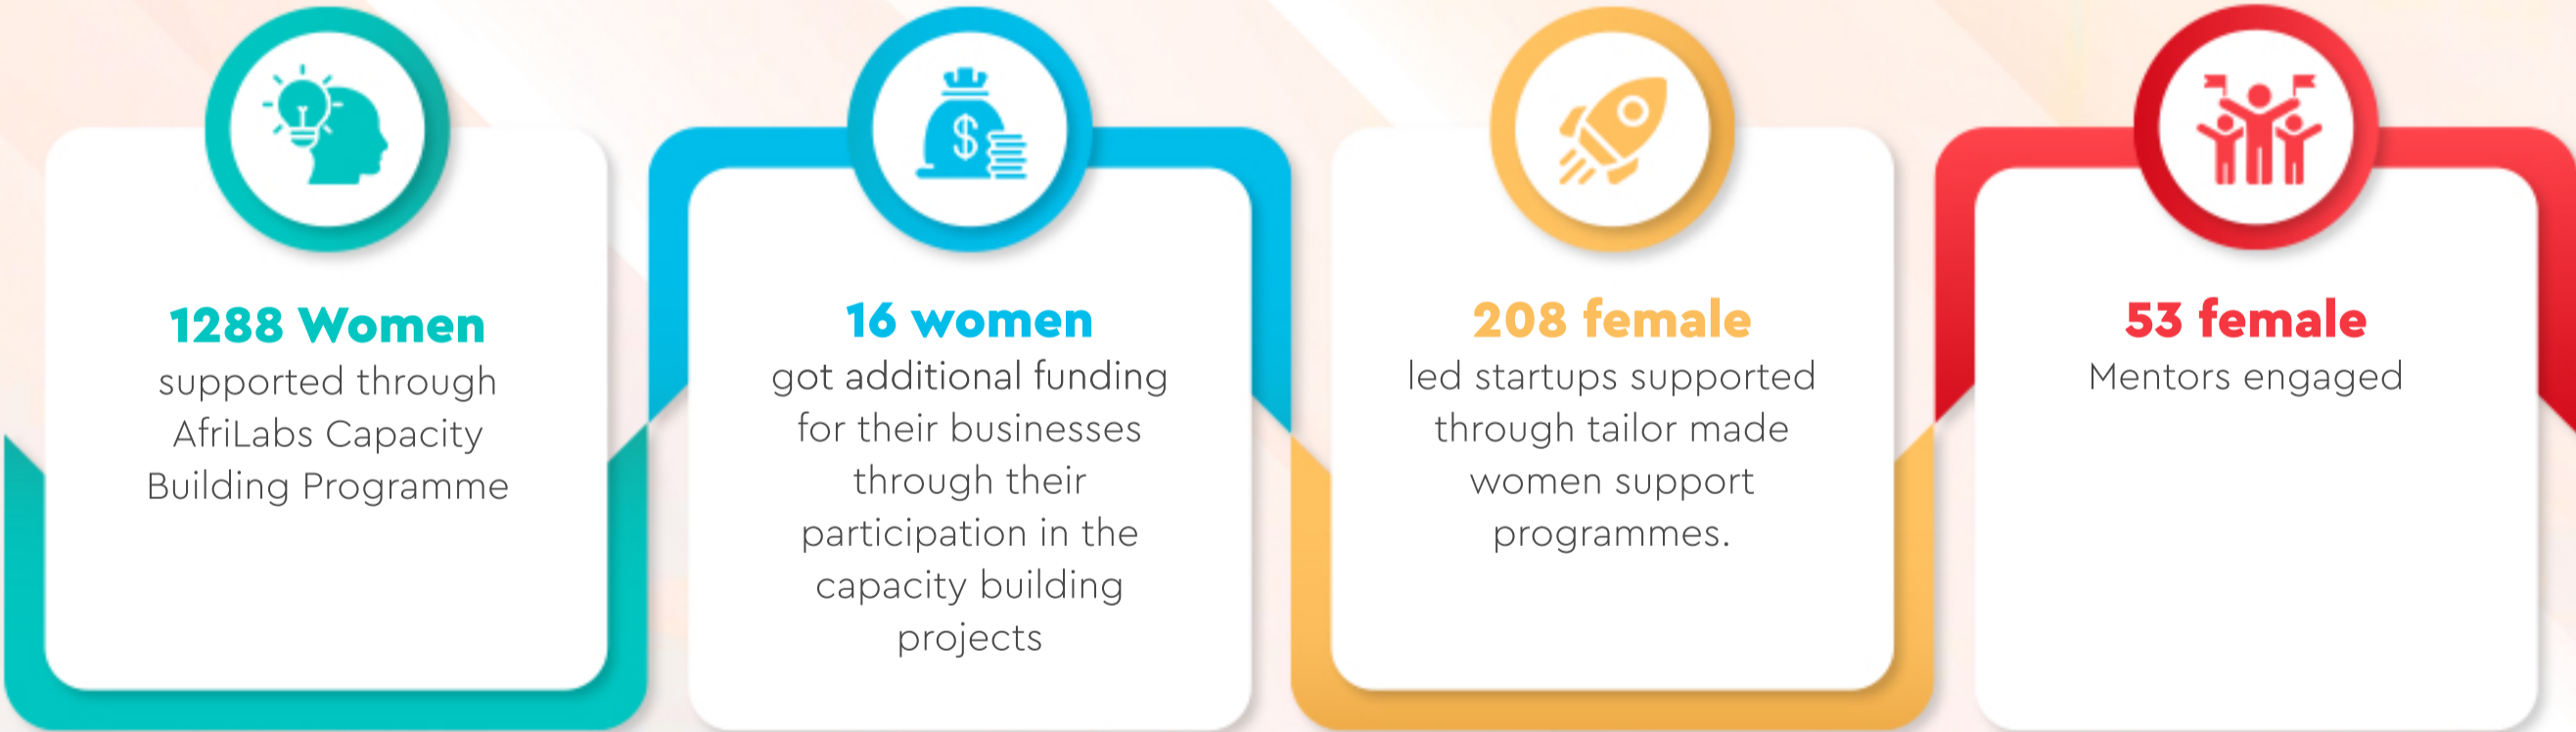 1288 Women
supported through
AfriLabs Capacity
Building Programme
16 women
got additional funding
for their businesses
through their
participation in the
capacity building
projects
208 female
led startups supported
through tailor made
women support
programmes.
53 female
Mentors engaged